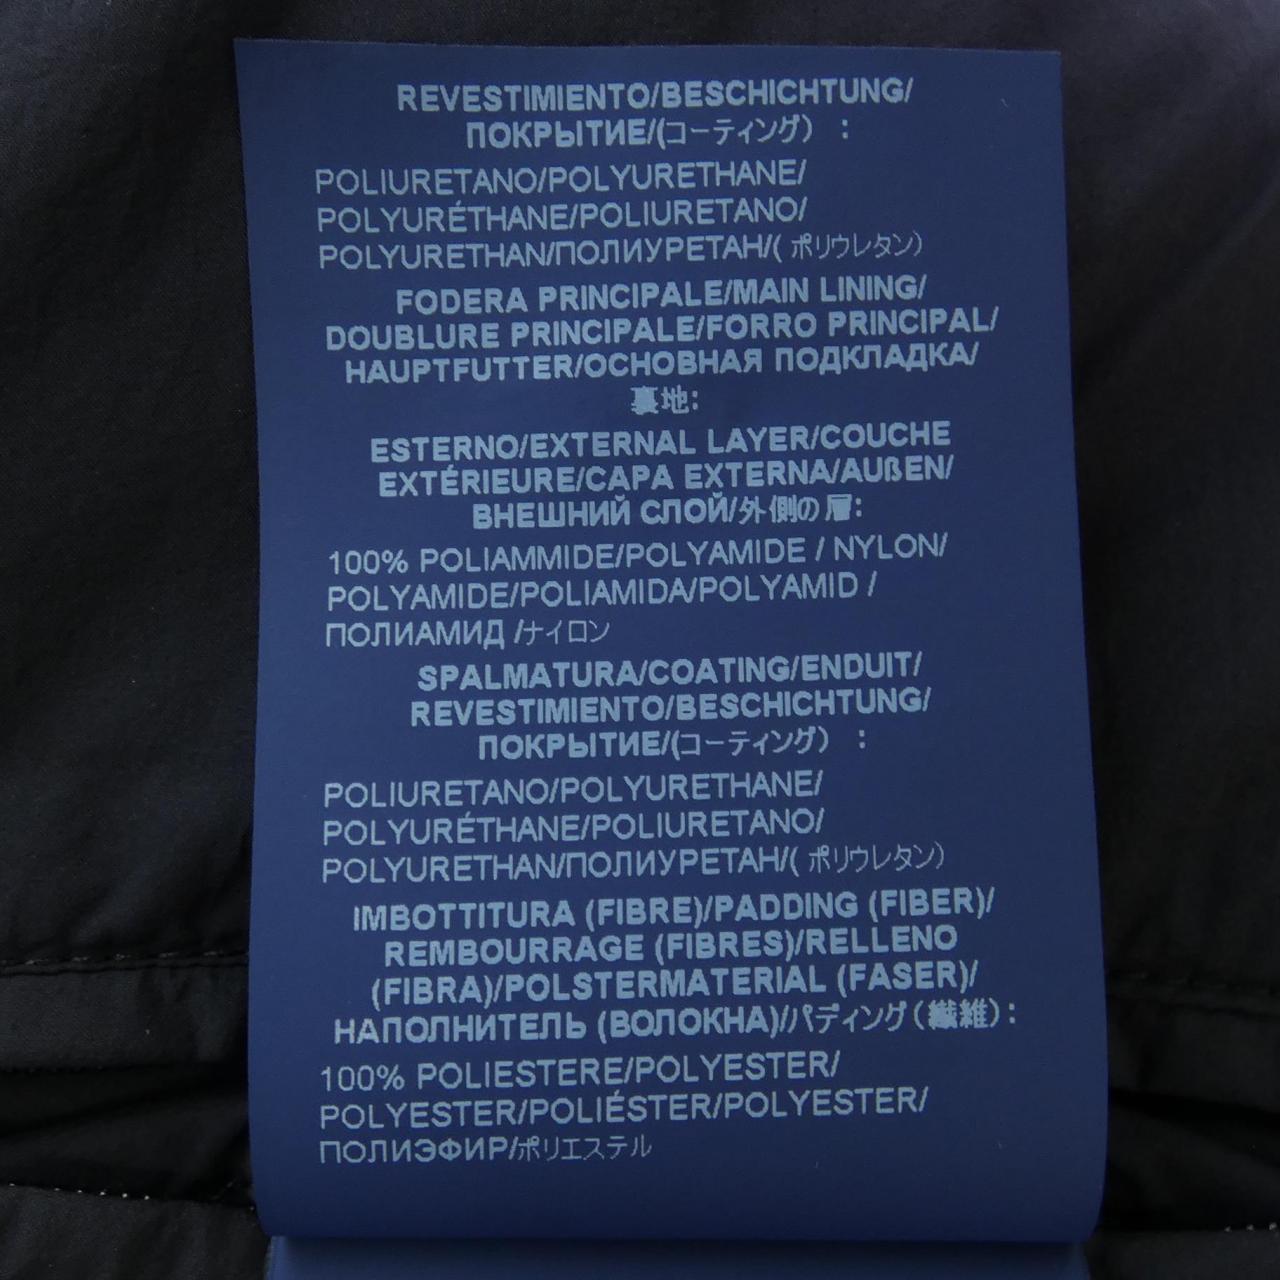 REVESTIMIENTO/BESCHICHTUNG/
ПОКРЫТИЕ/(コーティング) :
POLIURETANO/POLYURETHANE/
POLYURÉTHANE/POLIURETANO/
POLYURETHAN/ПОЛИУРЕТАН/( ポリウレタン)
FODERA PRINCIPALE/MAIN LINING/
DOUBLURE PRINCIPALE/FORRO PRINCIPAL/
HAUPTFUTTER/ОСНОВНАЯ ПОДКЛАДКА/
裏地:
ESTERNO/EXTERNAL LAYER/COUCHE
EXTÉRIEURE/CAPA EXTERNA/AUßEN/
ВНЕШНИЙ СЛОЙ/外側の層:
100% POLIAMMIDE/POLYAMIDE / NYLON/
POLYAMIDE/POLIAMIDA/POLYAMID /
ПОЛИАМИД /ナイロン
SPALMATURA/COATING/ENDUIT/
REVESTIMIENTO/BESCHICHTUNG/
ПОКРЫТИЕ/(コーティング) :
POLIURETANO/POLYURETHANE/
POLYURÉTHANE/POLIURETANO/
POLYURETHAN/ПОЛИУРЕТАН/( ポリウレタン)
IMBOTTITURA (FIBRE)/PADDING (FIBER)/
REMBOURRAGE (FIBRES)/RELLENO
(FIBRA)/POLSTERMATERIAL (FASER)/
НАПОЛНИТЕЛЬ (ВОЛОКНА)/パディング(繊維):
100% POLIESTERE/POLYESTER/
POLYESTER/POLIÉSTER/POLYESTER/
ПОЛИЭФИР/ポリエステル